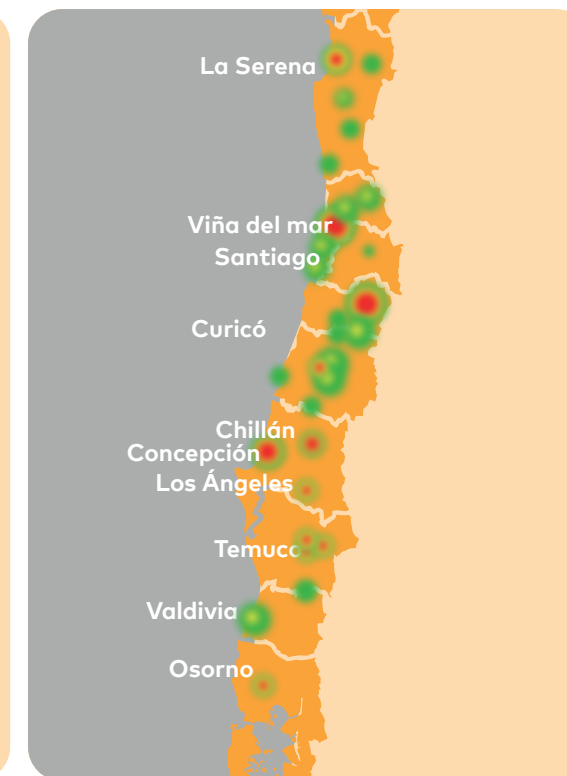 La Serena
Viña del mar
Santiago
Curicó
Chillán
Concepción
Los Ángeles
Temuco
Valdivia
Osorno